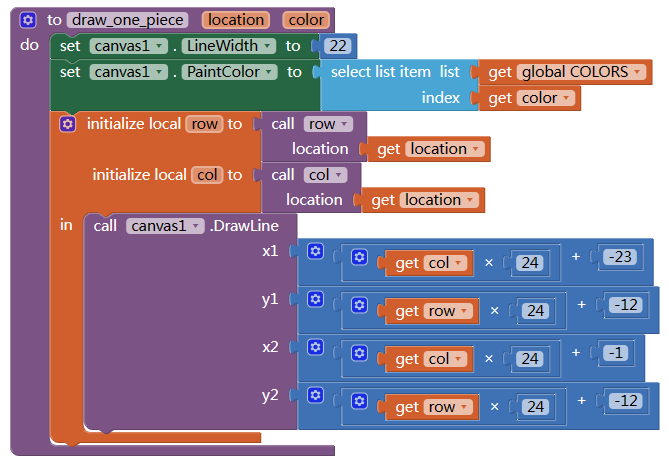 to draw_one_piece location color
do set canvas1 . LineWidth to 22
set canvas1 . PaintColor to select list item list get global COLORS
index get color
initialize local row to call row
location get location
initialize local col to call col
location get location
in call canvas1 .DrawLine
x1 get col × 24 + -23
y1 get row × 24 + -12
x2 get col × 24 + -1
y2 get row × 24 + -12